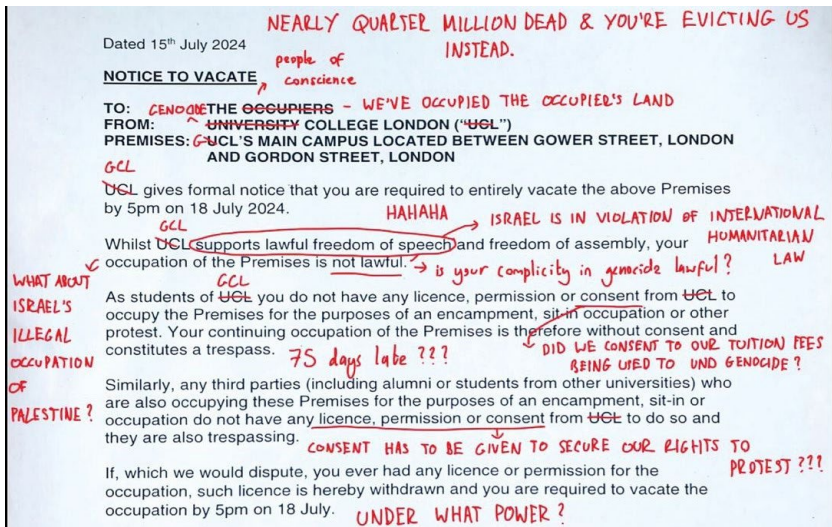 NEARLY QUARTER MILLION DEAD & YOU'RE EVICTING US
INSTEAD.
Dated 15th July 2024
people of
conscience
NOTICE TO VACATE
TO: THE OCCUPIERS - WE'VE OCCUPIED THE OCCUPIER'S LAND
GENOCIDE
FROM: UNIVERSITY COLLEGE LONDON ("UCL")
PREMISES: GUCL'S MAIN CAMPUS LOCATED BETWEEN GOWER STREET, LONDON
AND GORDON STREET, LONDON
GCL
UCL gives formal notice that you are required to entirely vacate the above Premises
by 5pm on 18 July 2024.
HAHAHA
ISRAEL IS IN VIOLATION OF INTERNATIONAL
HUMANITARIAN
LAW
GCL
Whilst UCL supports lawful freedom of speech and freedom of assembly, your
occupation of the Premises is not lawful. is your complicity in genocide lawful?
WHAT ABOUT
ISRAEL'S
ILLEGAL
OCCUPATION
OF
PALESTINE?
GCL
As students of UCL you do not have any licence, permission or consent from UCL to
occupy the Premises for the purposes of an encampment, sit-in occupation or other
protest. Your continuing occupation of the Premises is therefore without consent and
constitutes a trespass. 75 days late???
DID WE CONSENT TO OUR TUITION FEES
BEING USED TO UND GENOCIDE?
Similarly, any third parties (including alumni or students from other universities) who
are also occupying these Premises for the purposes of an encampment, sit-in or
occupation do not have any licence, permission or consent from UCL to do so and
they are also trespassing.
CONSENT HAS TO BE GIVEN TO SECURE OUR RIGHTS TO
PROTEST???
If, which we would dispute, you ever had any licence or permission for the
occupation, such licence is hereby withdrawn and you are required to vacate the
occupation by 5pm on 18 July. UNDER WHAT POWER?